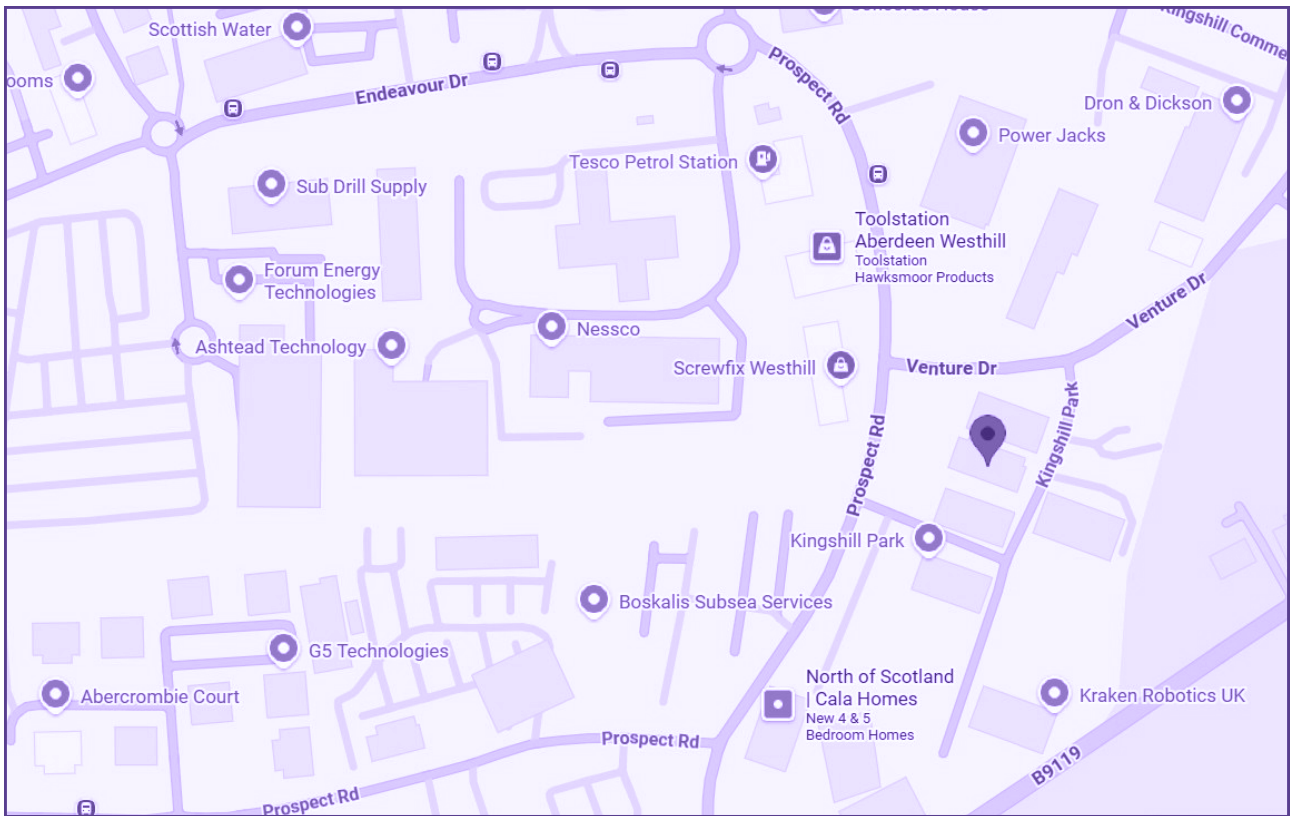 Scottish Water
Kingshill Comme
ooms
Endeavour Dr
Prospect Rd
Dron & Dickson
Power Jacks
Tesco Petrol Station
Sub Drill Supply
Toolstation
Aberdeen Westhill
Toolstation
Hawksmoor Products
Forum Energy
Technologies
Venture Dr
Nessco
Ashtead Technology
Screwfix Westhill
Venture Dr
Kingshill Park
Prospect Rd
Kingshill Park
Boskalis Subsea Services
G5 Technologies
North of Scotland
| Cala Homes
New 4 & 5
Bedroom Homes
Abercrombie Court
Kraken Robotics UK
Prospect Rd
B9119
Prospect Rd